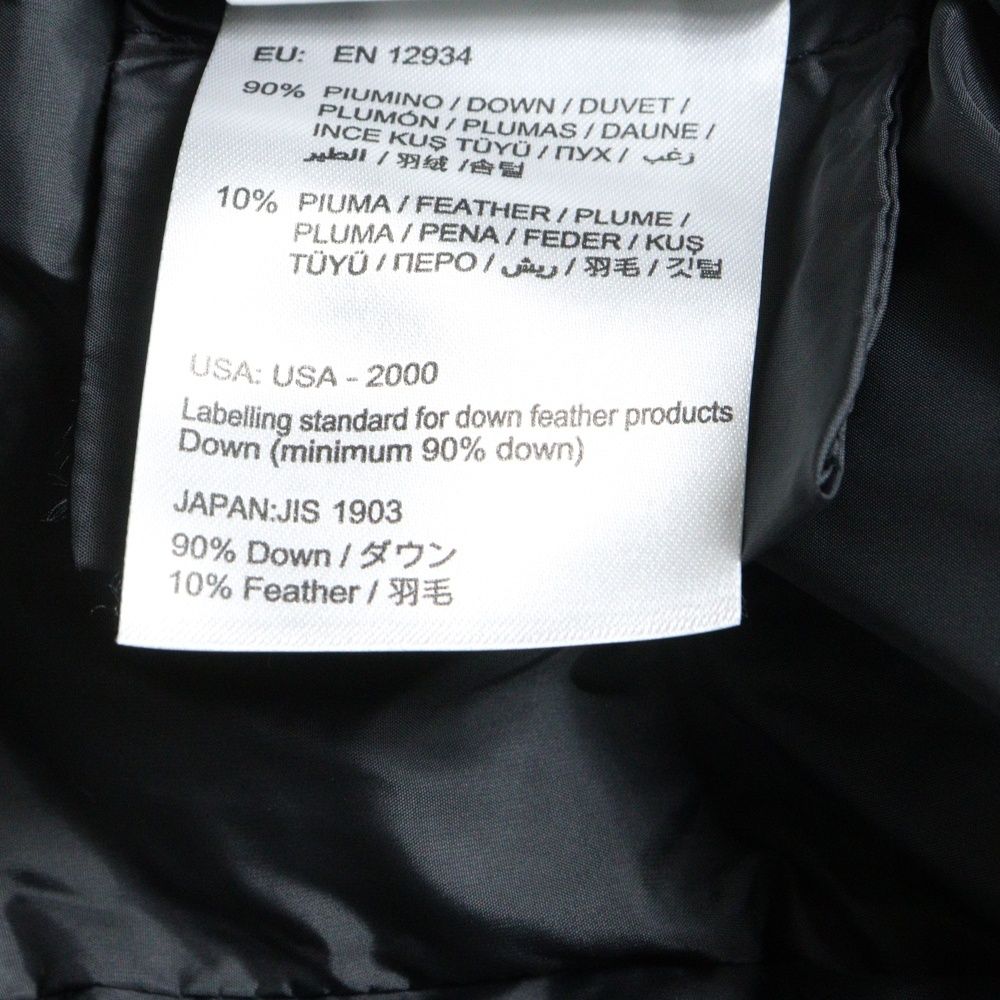 EU: EN 12934
90% PIUMINO / DOWN / DUVET /
PLUMÓN / PLUMAS / DAUNE /
INCE KUŞ TÜYÜ / ПУХ / زغب
الطير / 羽绒 / 솜털
10% PIUMA / FEATHER / PLUME /
PLUMA / PENA / FEDER / KUŞ
TÜYÜ / ПЕРО / ريش / 羽毛 / 깃털
USA: USA - 2000
Labelling standard for down feather products
Down (minimum 90% down)
JAPAN:JIS 1903
90% Down / ダウン
10% Feather / 羽毛